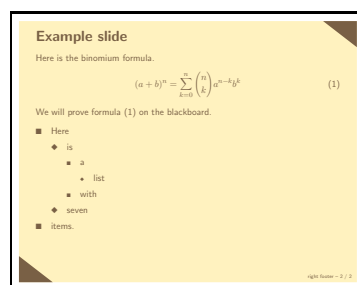 Example slide
Here is the binomium formula.
(a + b)^n = \sum_{k=0}^{n} \binom{n}{k} a^{n-k} b^k (1)
We will prove formula (1) on the blackboard.
■ Here
◆ is
■ a
• list
■ with
◆ seven
■ items.
right footer – 2 / 3